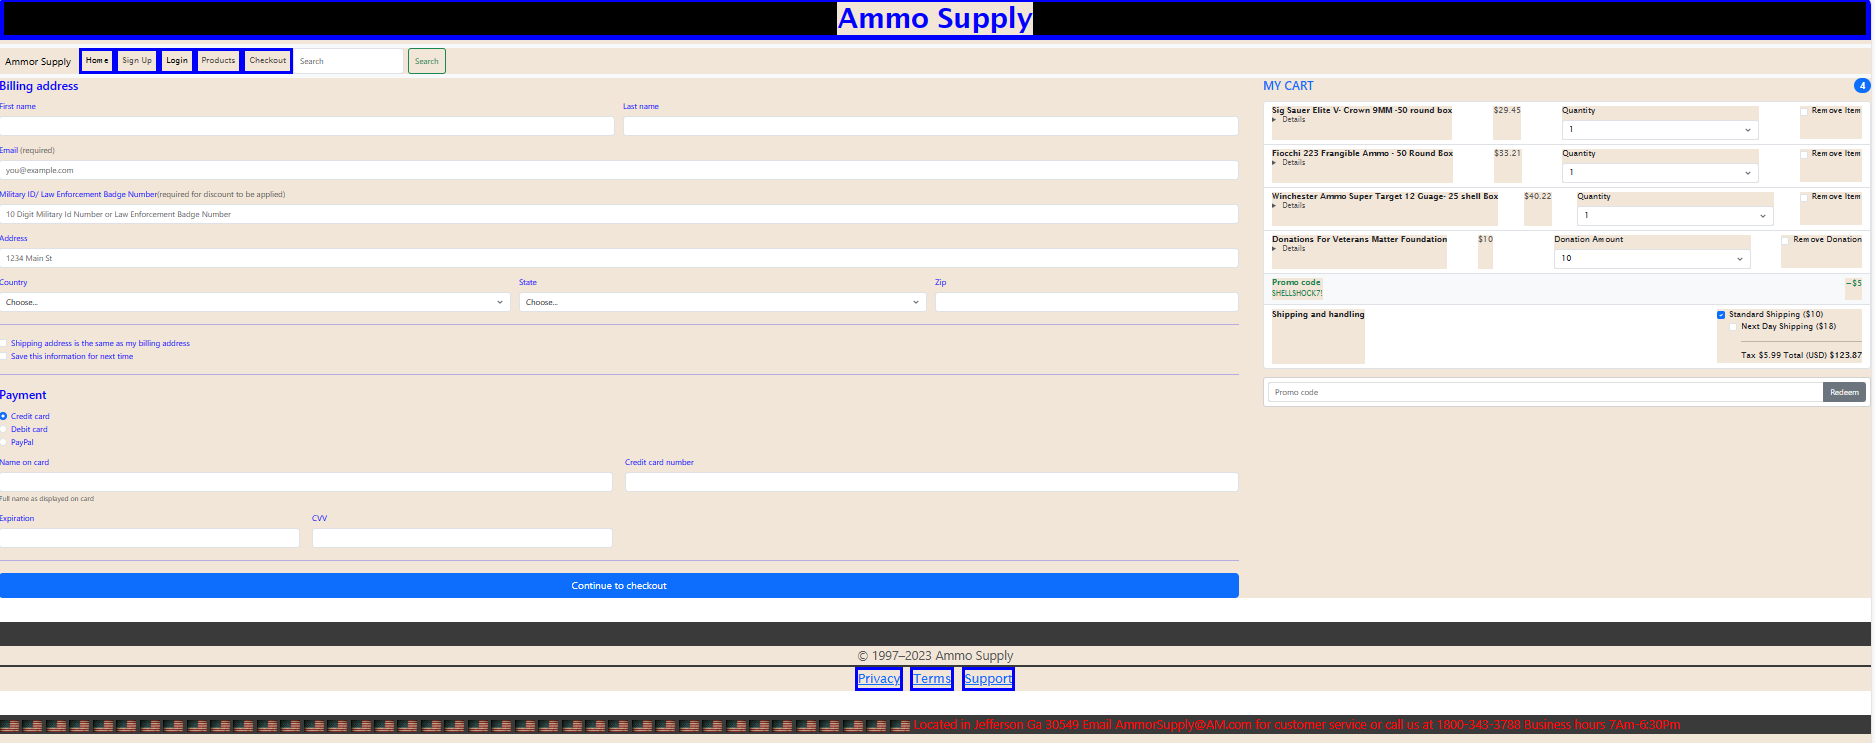 Ammo Supply
Ammor Supply Home Sign Up Login Products Checkout Search Search
Billing address
First name Last name
Email (required)
you@example.com
Military ID/ Law Enforcement Badge Number(required for discount to be applied)
10 Digit Military Id Number or Law Enforcement Badge Number
Address
1234 Main St
Country State Zip
Choose... Choose...
Shipping address is the same as my billing address
Save this information for next time
Payment
Credit card
Debit card
PayPal
Name on card Credit card number
Full name as displayed on card
Expiration CVV
Continue to checkout
MY CART 4
Sig Sauer Elite V- Crown 9MM -50 round box $29.45 Quantity Remove Item
Details 1
Fiocchi 223 Frangible Ammo - 50 Round Box $33.21 Quantity Remove Item
Details 1
Winchester Ammo Super Target 12 Guage- 25 shell Box $40.22 Quantity Remove Item
Details 1
Donations For Veterans Matter Foundation $10 Donation Amount Remove Donation
Details 10
Promo code −$5
SHELLSHOCK7!
Shipping and handling Standard Shipping ($10)
Next Day Shipping ($18)
Tax $5.99 Total (USD) $123.87
Promo code Redeem
© 1997–2023 Ammo Supply
Privacy Terms Support
Located in Jefferson Ga 30549 Email AmmorSupply@AM.com for customer service or call us at 1800-343-3788 Business hours 7Am-6:30Pm